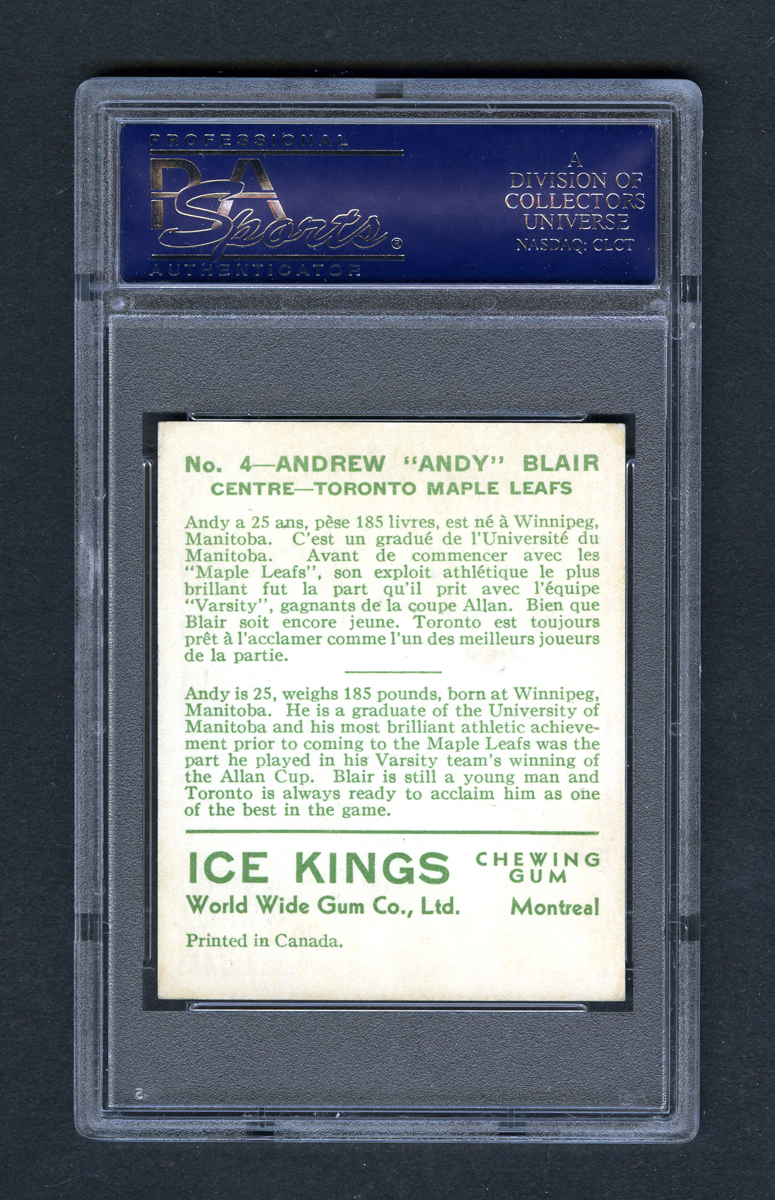 PROFESSIONAL
PSA
Sports®
AUTHENTICATOR
A
DIVISION OF
COLLECTORS
UNIVERSE
NASDAQ: CLCT
No. 4—ANDREW "ANDY" BLAIR
CENTRE—TORONTO MAPLE LEAFS
Andy a 25 ans, pèse 185 livres, est né à Winnipeg,
Manitoba. C'est un gradué de l'Université du
Manitoba. Avant de commencer avec les
"Maple Leafs", son exploit athlétique le plus
brillant fut la part qu'il prit avec l'équipe
"Varsity", gagnants de la coupe Allan. Bien que
Blair soit encore jeune. Toronto est toujours
prêt à l'acclamer comme l'un des meilleurs joueurs
de la partie.
Andy is 25, weighs 185 pounds, born at Winnipeg,
Manitoba. He is a graduate of the University of
Manitoba and his most brilliant athletic achieve-
ment prior to coming to the Maple Leafs was the
part he played in his Varsity team's winning of
the Allan Cup. Blair is still a young man and
Toronto is always ready to acclaim him as one
of the best in the game.
ICE KINGS CHEWING
GUM
World Wide Gum Co., Ltd. Montreal
Printed in Canada.